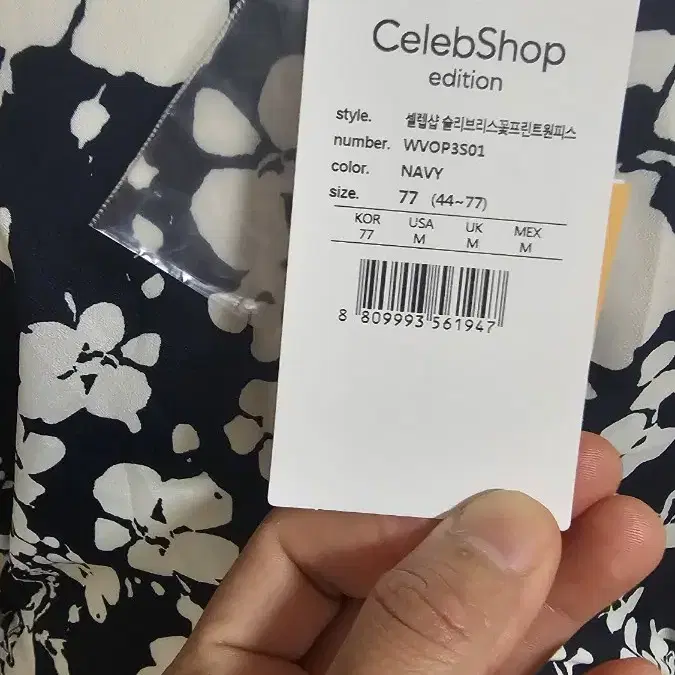 CelebShop
edition
style. 셀렙샵 슬리브리스꽃프린트원피스
number. WVOP3S01
color. NAVY
size. 77 (44~77)
KOR USA UK MEX
77 M M M
8 809993 561947